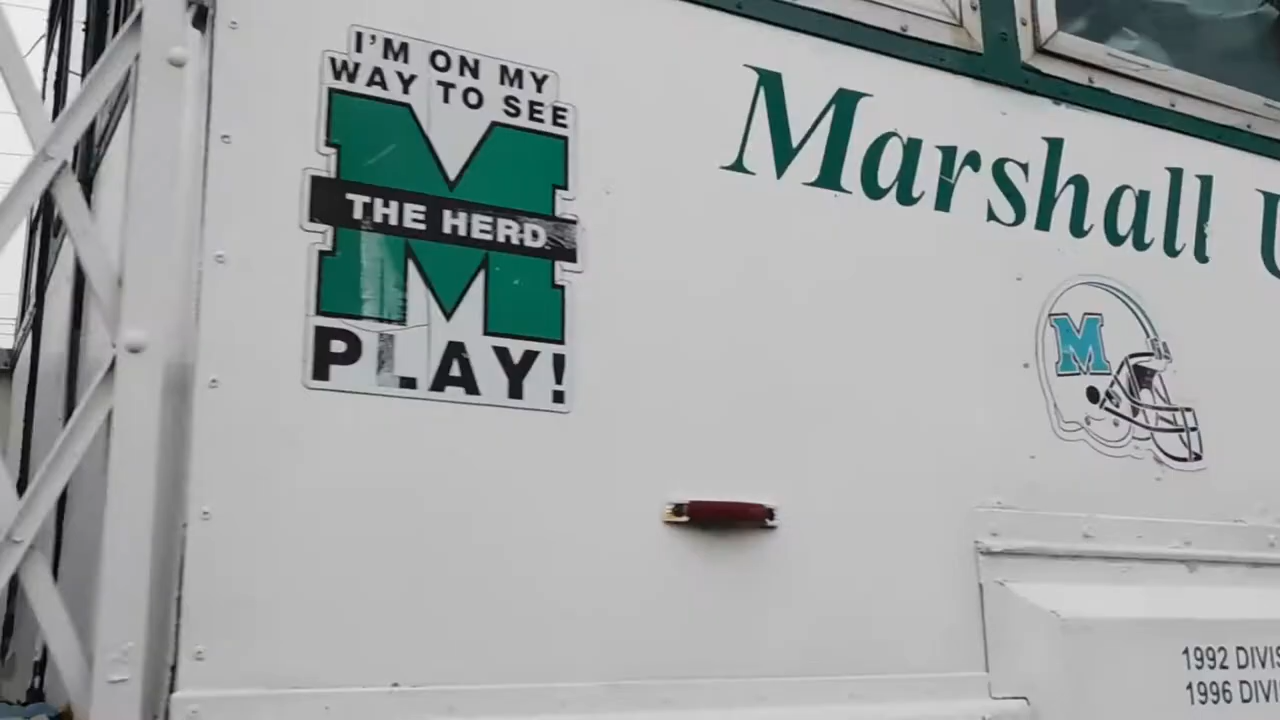 I'M ON MY
WAY TO SEE
M
THE HERD
PLAY!
Marshall U
M
1992 DIVIS
1996 DIVI